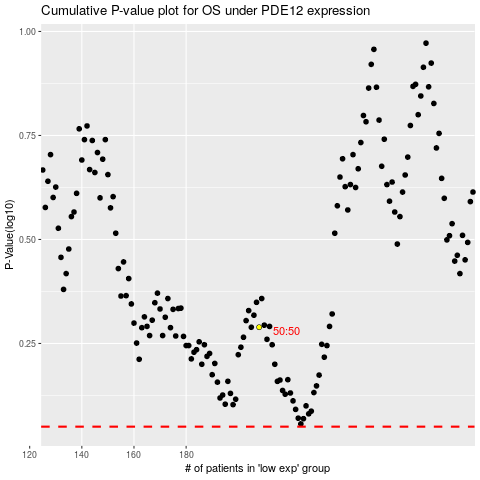 Cumulative P-value plot for OS under PDE12 expression
P-Value(log10)
1.00
0.75
0.50
0.25
50:50
120 140 160 180
# of patients in 'low exp' group